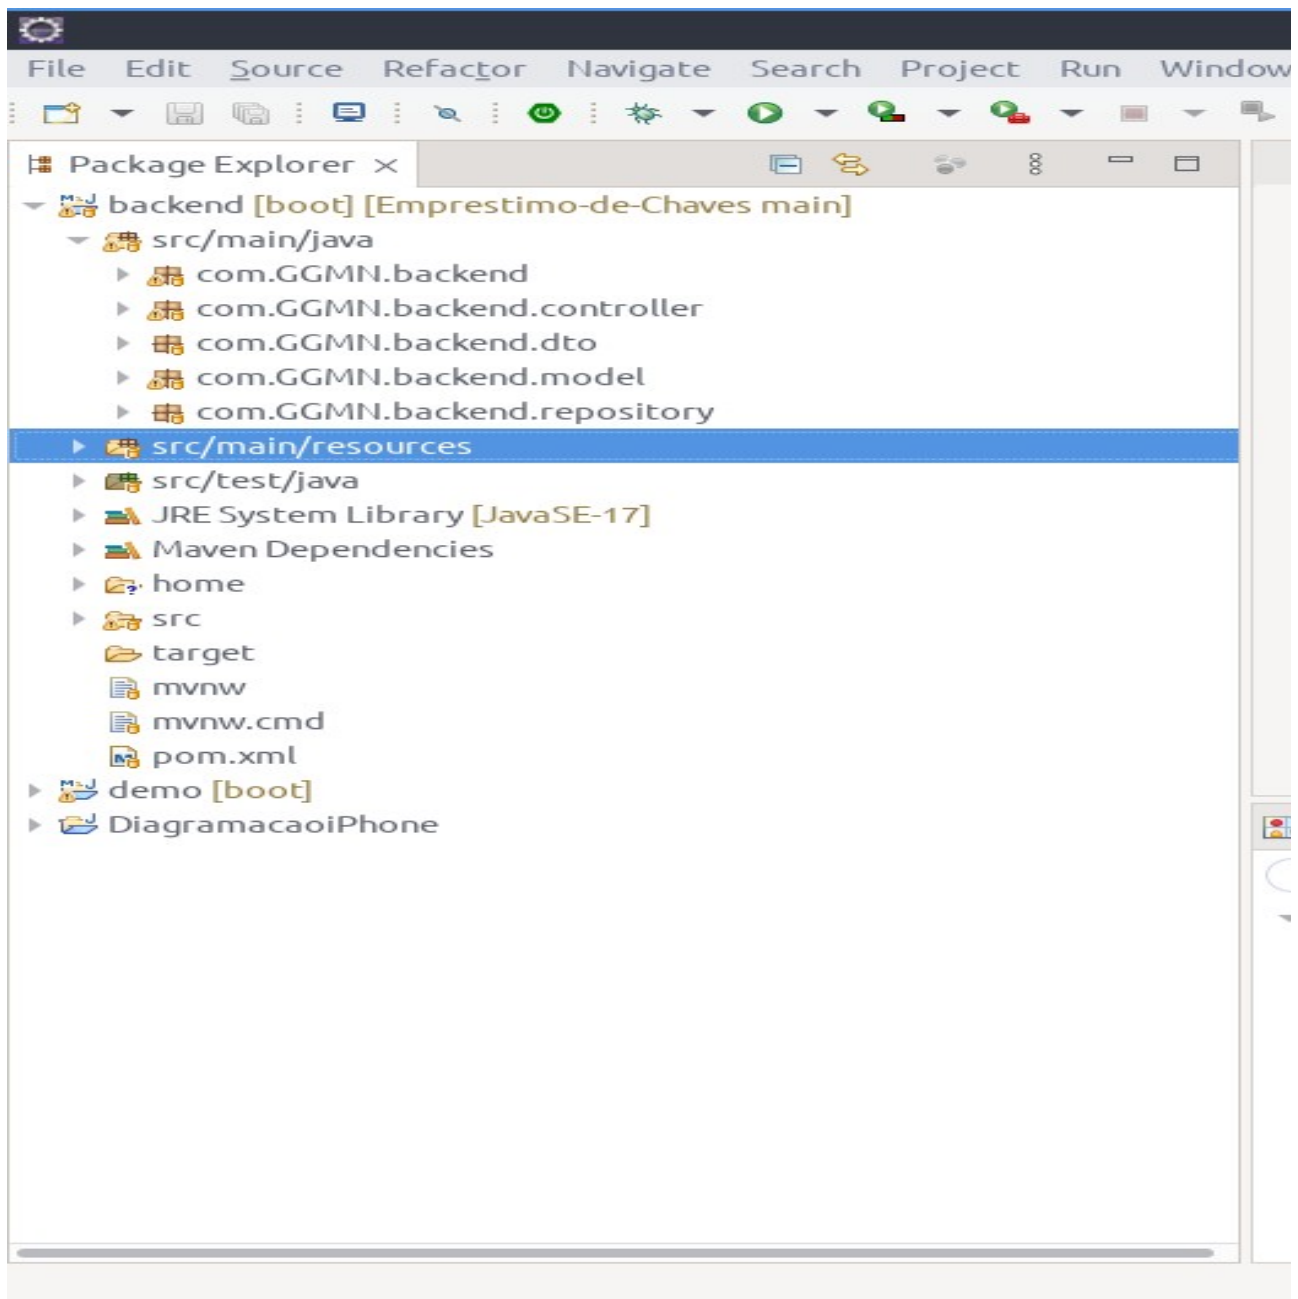 File Edit Source Refactor Navigate Search Project Run Window
Package Explorer
backend [boot] [Emprestimo-de-Chaves main]
src/main/java
com.GGMN.backend
com.GGMN.backend.controller
com.GGMN.backend.dto
com.GGMN.backend.model
com.GGMN.backend.repository
src/main/resources
src/test/java
JRE System Library [JavaSE-17]
Maven Dependencies
home
src
target
mvnw
mvnw.cmd
pom.xml
demo [boot]
DiagramacaoiPhone